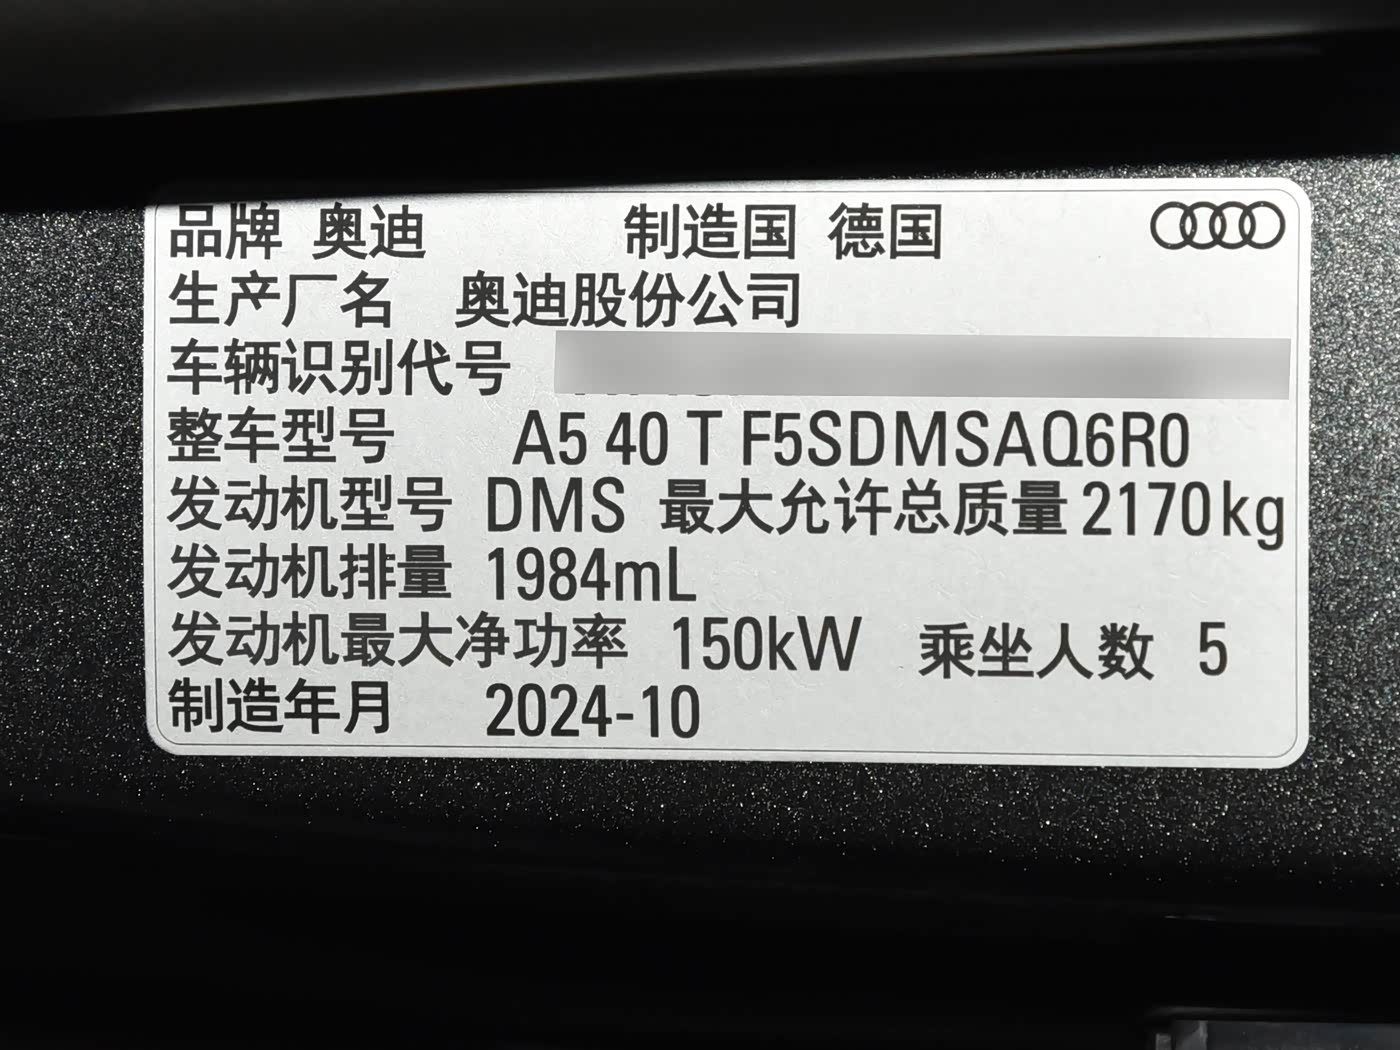 品牌 奥迪 制造国 德国
生产厂名 奥迪股份公司
车辆识别代号
整车型号 A5 40 T F5SDMSAQ6R0
发动机型号 DMS 最大允许总质量 2170kg
发动机排量 1984mL
发动机最大净功率 150kW 乘坐人数 5
制造年月 2024-10